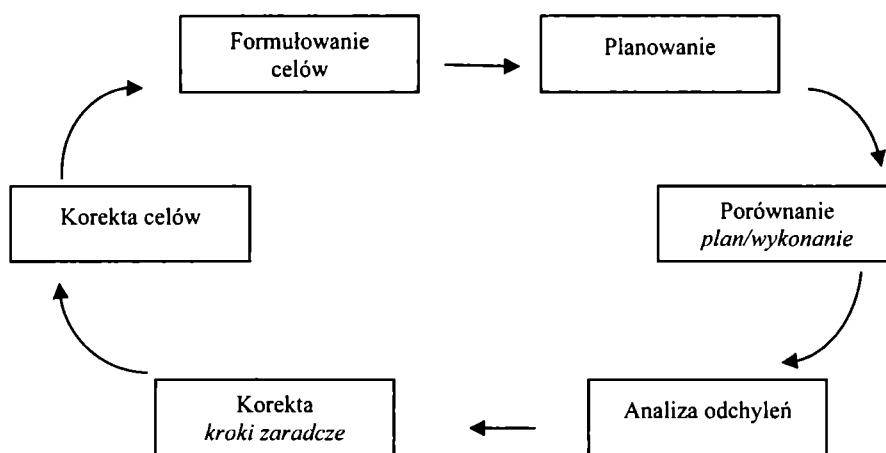 Formułowanie
celów
Planowanie
Porównanie
plan/wykonanie
Analiza odchyleń
Korekta
kroki zaradcze
Korekta celów